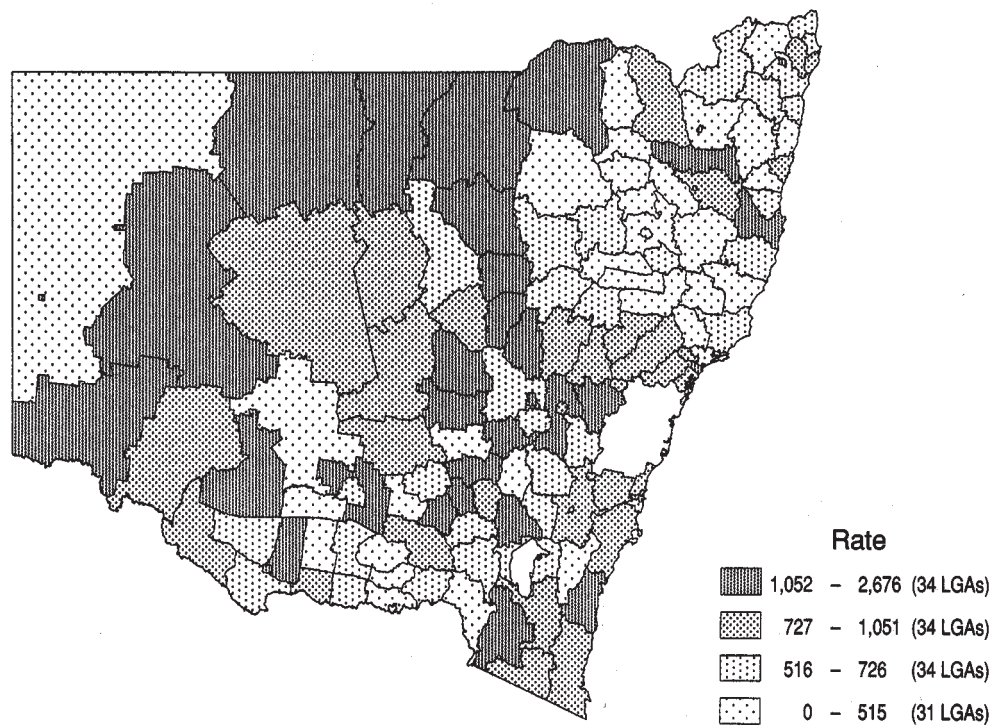 Rate
1,052 – 2,676 (34 LGAs)
727 – 1,051 (34 LGAs)
516 – 726 (34 LGAs)
0 – 515 (31 LGAs)